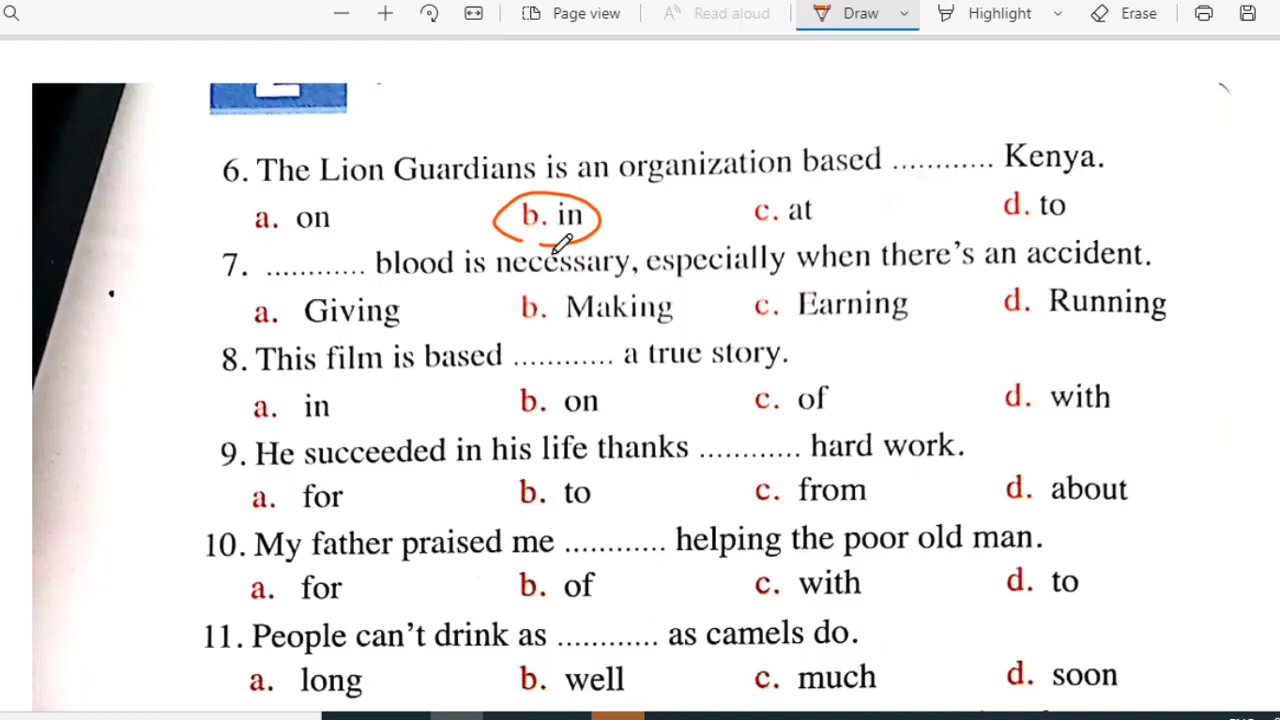 Page view
Read aloud
Draw
Highlight
Erase
6. The Lion Guardians is an organization based ............ Kenya.
a. on b. in c. at d. to
7. ............ blood is necessary, especially when there's an accident.
a. Giving b. Making c. Earning d. Running
8. This film is based ............ a true story.
a. in b. on c. of d. with
9. He succeeded in his life thanks ............ hard work.
a. for b. to c. from d. about
10. My father praised me ............ helping the poor old man.
a. for b. of c. with d. to
11. People can't drink as ............ as camels do.
a. long b. well c. much d. soon